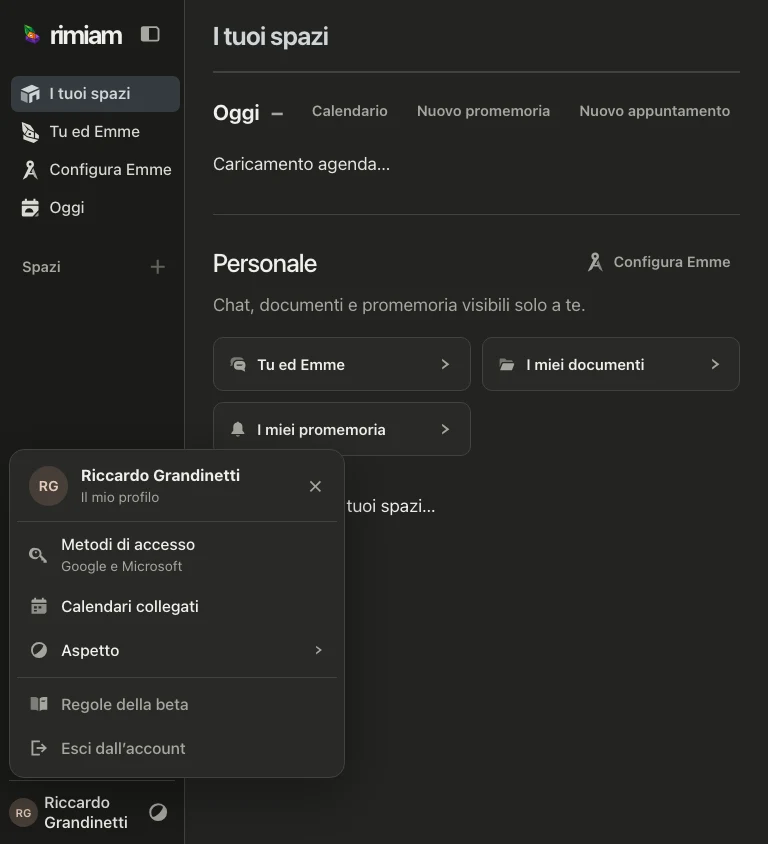 rimiam
I tuoi spazi
Tu ed Emme
Configura Emme
Oggi
Spazi
I tuoi spazi
Oggi
Calendario
Nuovo promemoria
Nuovo appuntamento
Caricamento agenda...
Personale
Configura Emme
Chat, documenti e promemoria visibili solo a te.
Tu ed Emme
I miei documenti
I miei promemoria
tuoi spazi...
RG
Riccardo Grandinetti
Il mio profilo
Metodi di accesso
Google e Microsoft
Calendari collegati
Aspetto
Regole della beta
Esci dall'account
RG
Riccardo
Grandinetti